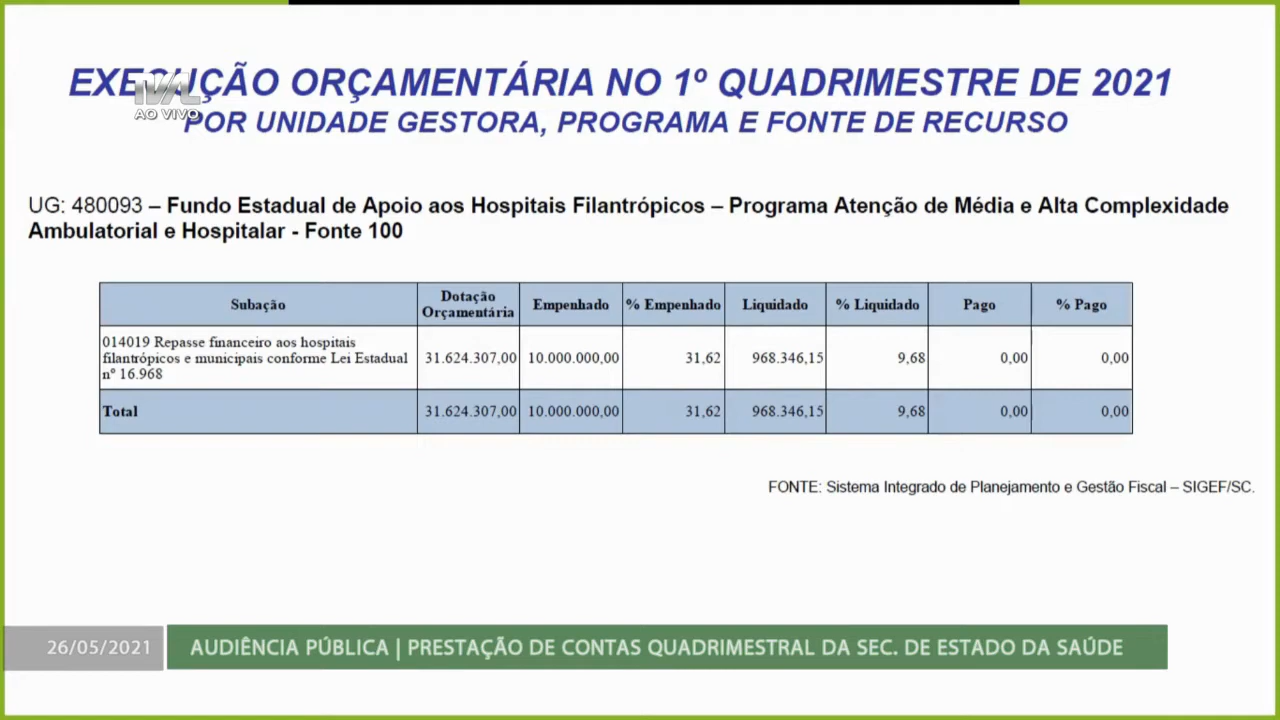 EXECUÇÃO ORÇAMENTÁRIA NO 1º QUADRIMESTRE DE 2021
TVAL
AO VIVO
POR UNIDADE GESTORA, PROGRAMA E FONTE DE RECURSO
UG: 480093 – Fundo Estadual de Apoio aos Hospitais Filantrópicos – Programa Atenção de Média e Alta Complexidade
Ambulatorial e Hospitalar - Fonte 100
Subação Dotação Orçamentária Empenhado % Empenhado Liquidado % Liquidado Pago % Pago
014019 Repasse financeiro aos hospitais
filantrópicos e municipais conforme Lei Estadual
nº 16.968
31.624.307,00 10.000.000,00 31,62 968.346,15 9,68 0,00 0,00
Total 31.624.307,00 10.000.000,00 31,62 968.346,15 9,68 0,00 0,00
FONTE: Sistema Integrado de Planejamento e Gestão Fiscal – SIGEF/SC.
26/05/2021 AUDIÊNCIA PÚBLICA | PRESTAÇÃO DE CONTAS QUADRIMESTRAL DA SEC. DE ESTADO DA SAÚDE